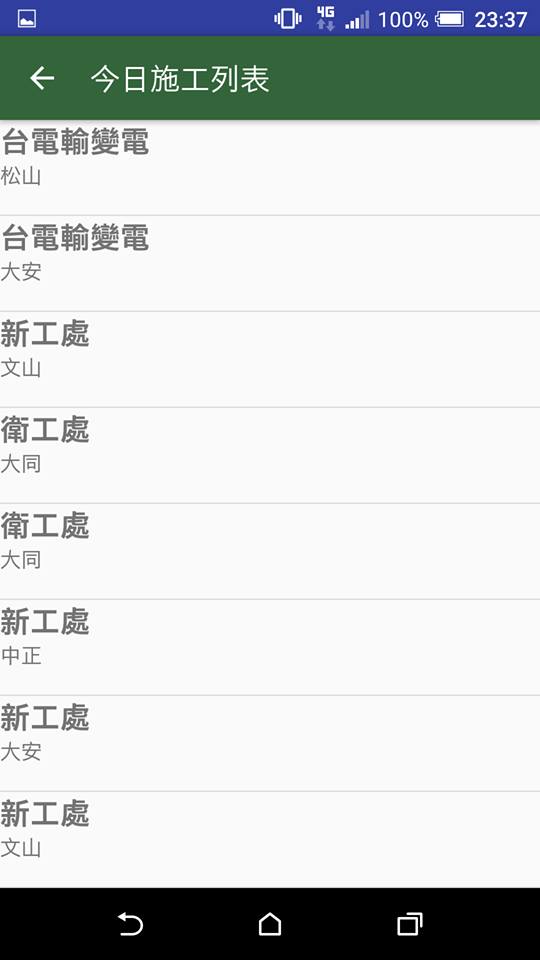 4G 100% 23:37
今日施工列表
台電輸變電
松山
台電輸變電
大安
新工處
文山
衛工處
大同
衛工處
大同
新工處
中正
新工處
大安
新工處
文山